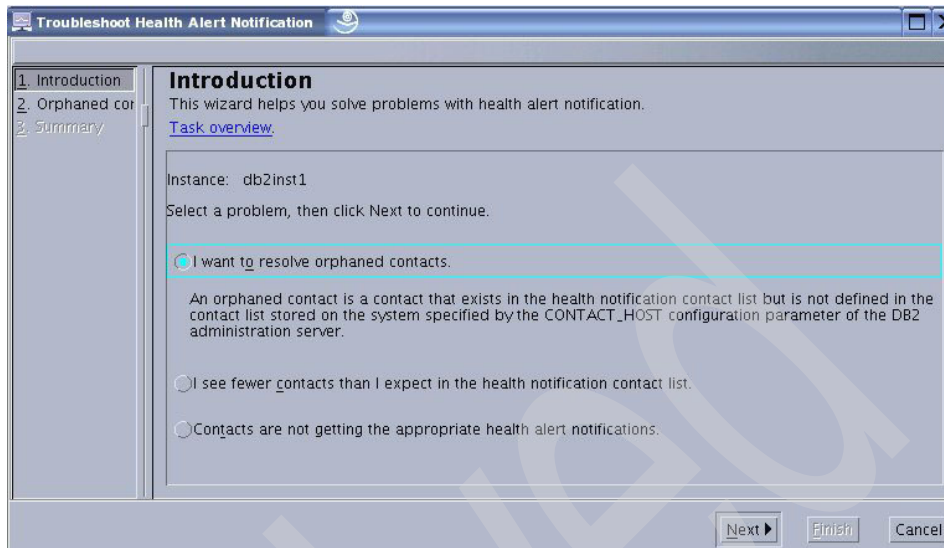 Troubleshoot Health Alert Notification
1. Introduction
2. Orphaned cor
3. Summary
Introduction
This wizard helps you solve problems with health alert notification.
Task overview.
Instance: db2inst1
Select a problem, then click Next to continue.
I want to resolve orphaned contacts.
An orphaned contact is a contact that exists in the health notification contact list but is not defined in the
contact list stored on the system specified by the CONTACT_HOST configuration parameter of the DB2
administration server.
I see fewer contacts than I expect in the health notification contact list.
Contacts are not getting the appropriate health alert notifications.
Next Finish Cancel